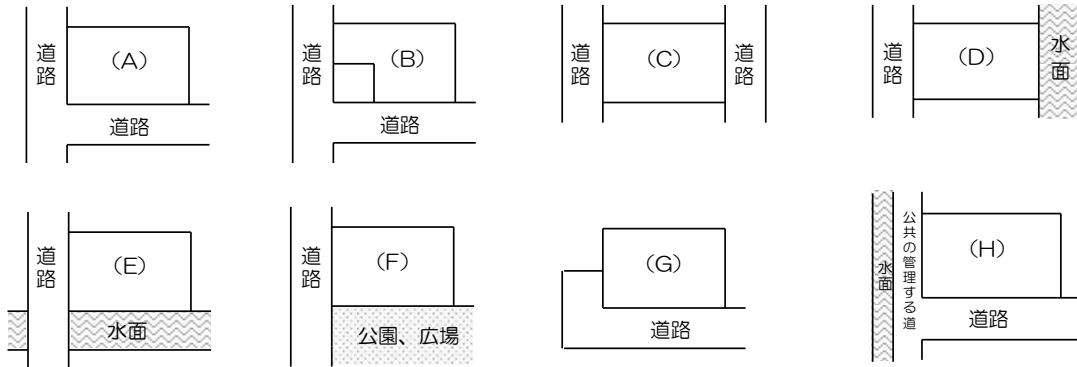 道路
(A)
道路
道路
(B)
道路
道路
(C)
道路
道路
(D)
水面
道路
(E)
水面
道路
(F)
公園、広場
(G)
道路
水面
公共の管理する道
(H)
道路